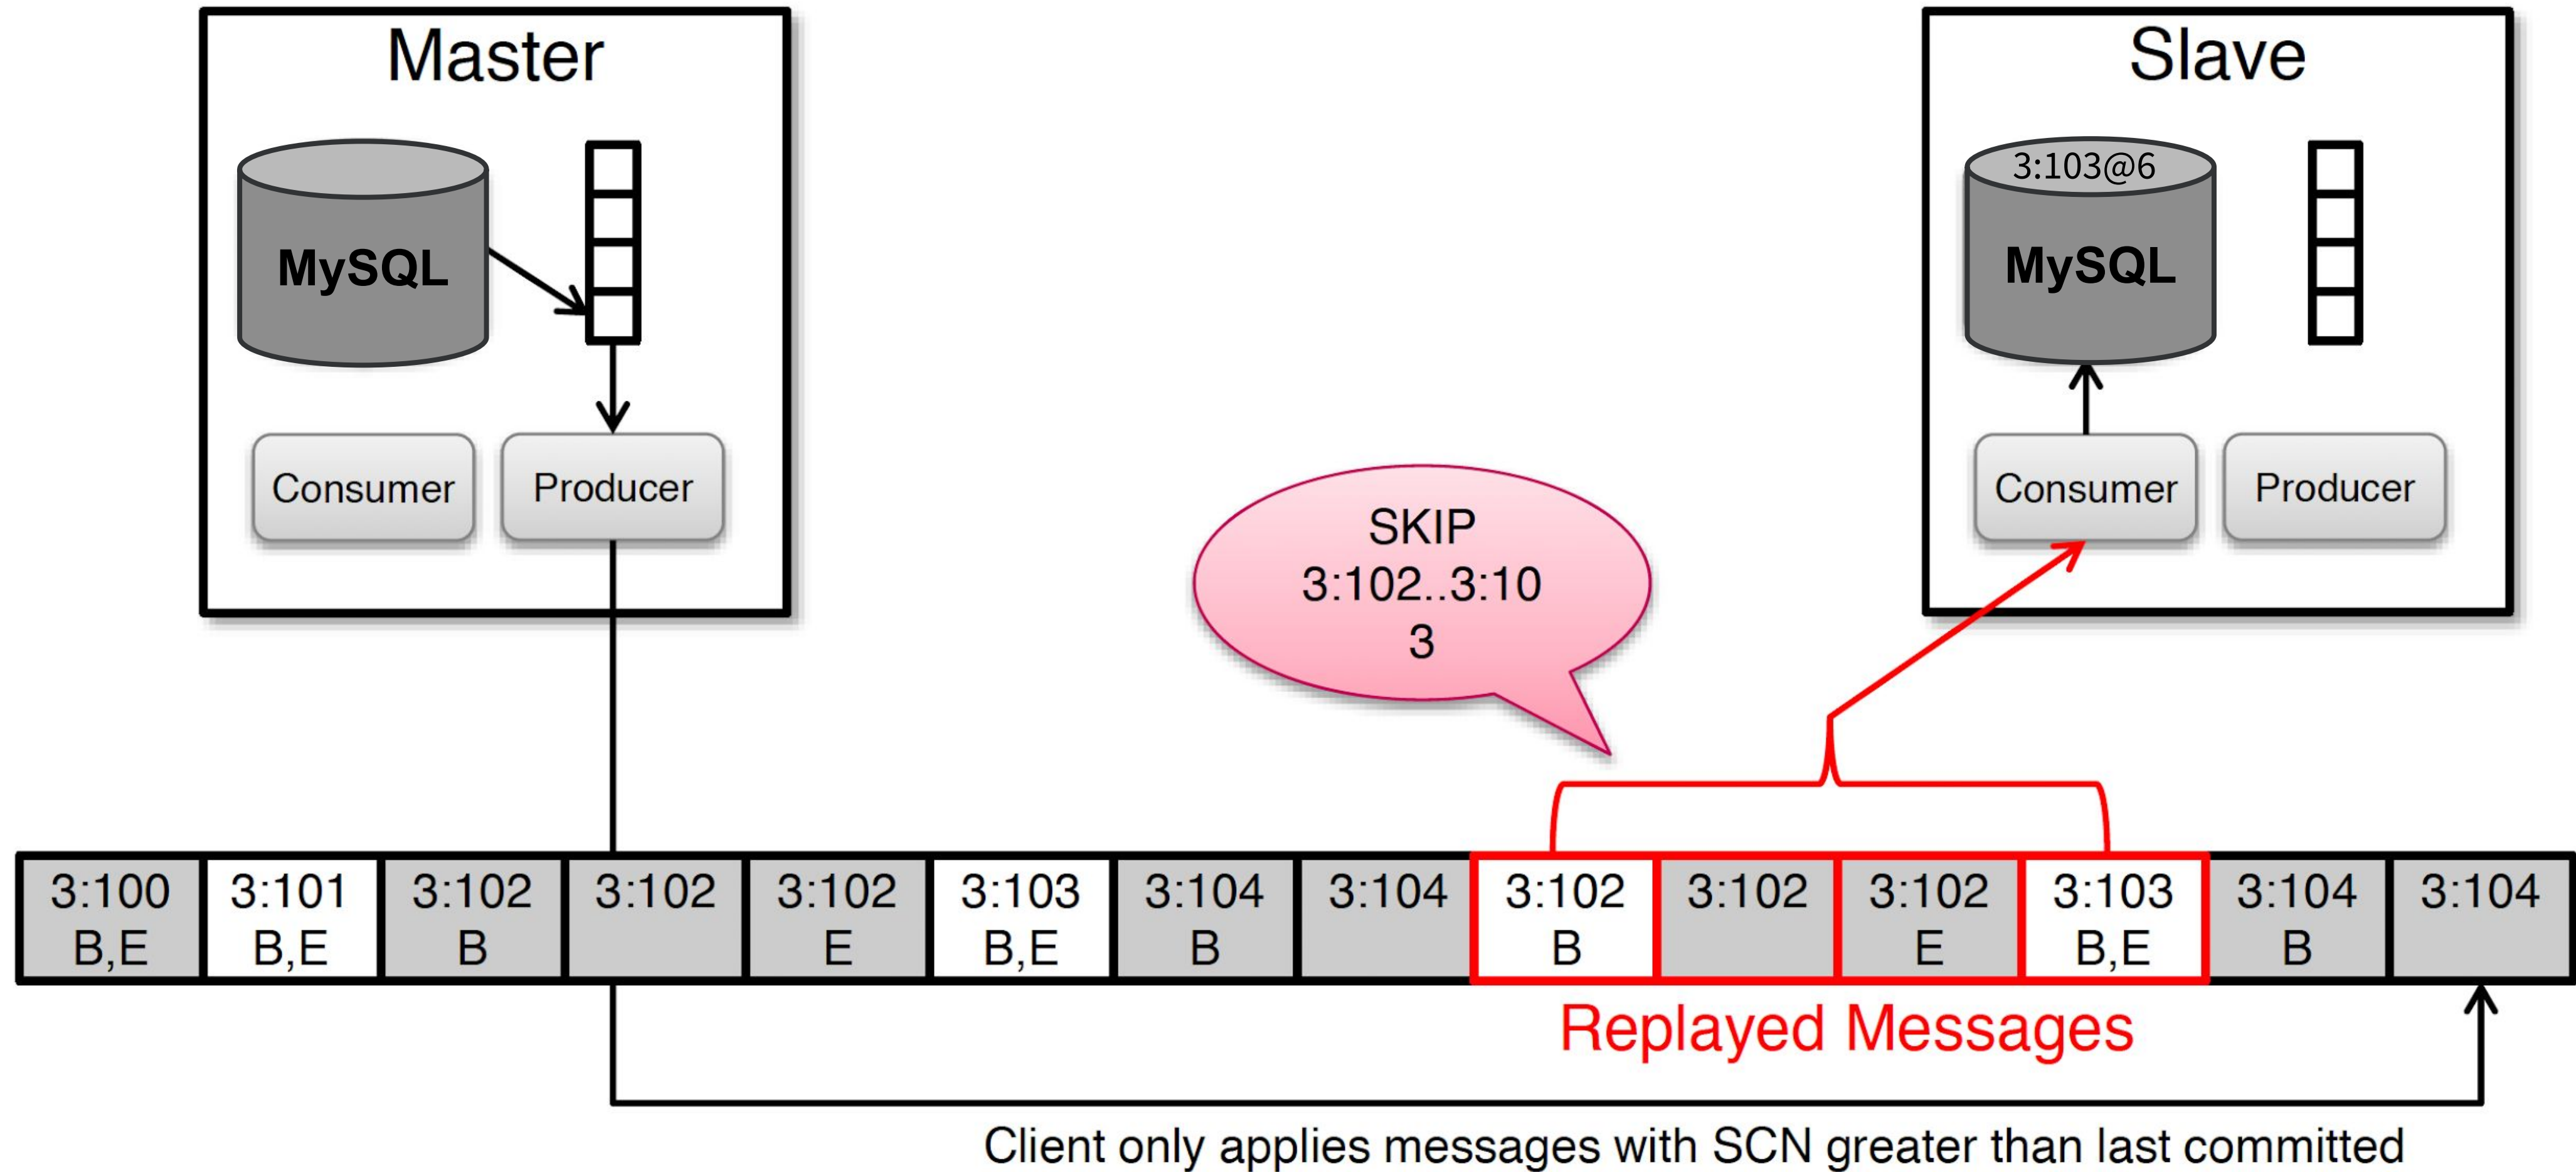 Master
Slave
MySQL
3:103@6
MySQL
Consumer
Producer
Consumer
Producer
SKIP
3:102..3:10
3
3:100
B,E
3:101
B,E
3:102
B
3:102
3:102
E
3:103
B,E
3:104
B
3:104
3:102
B
3:102
3:102
E
3:103
B,E
3:104
B
3:104
Replayed Messages
Client only applies messages with SCN greater than last committed